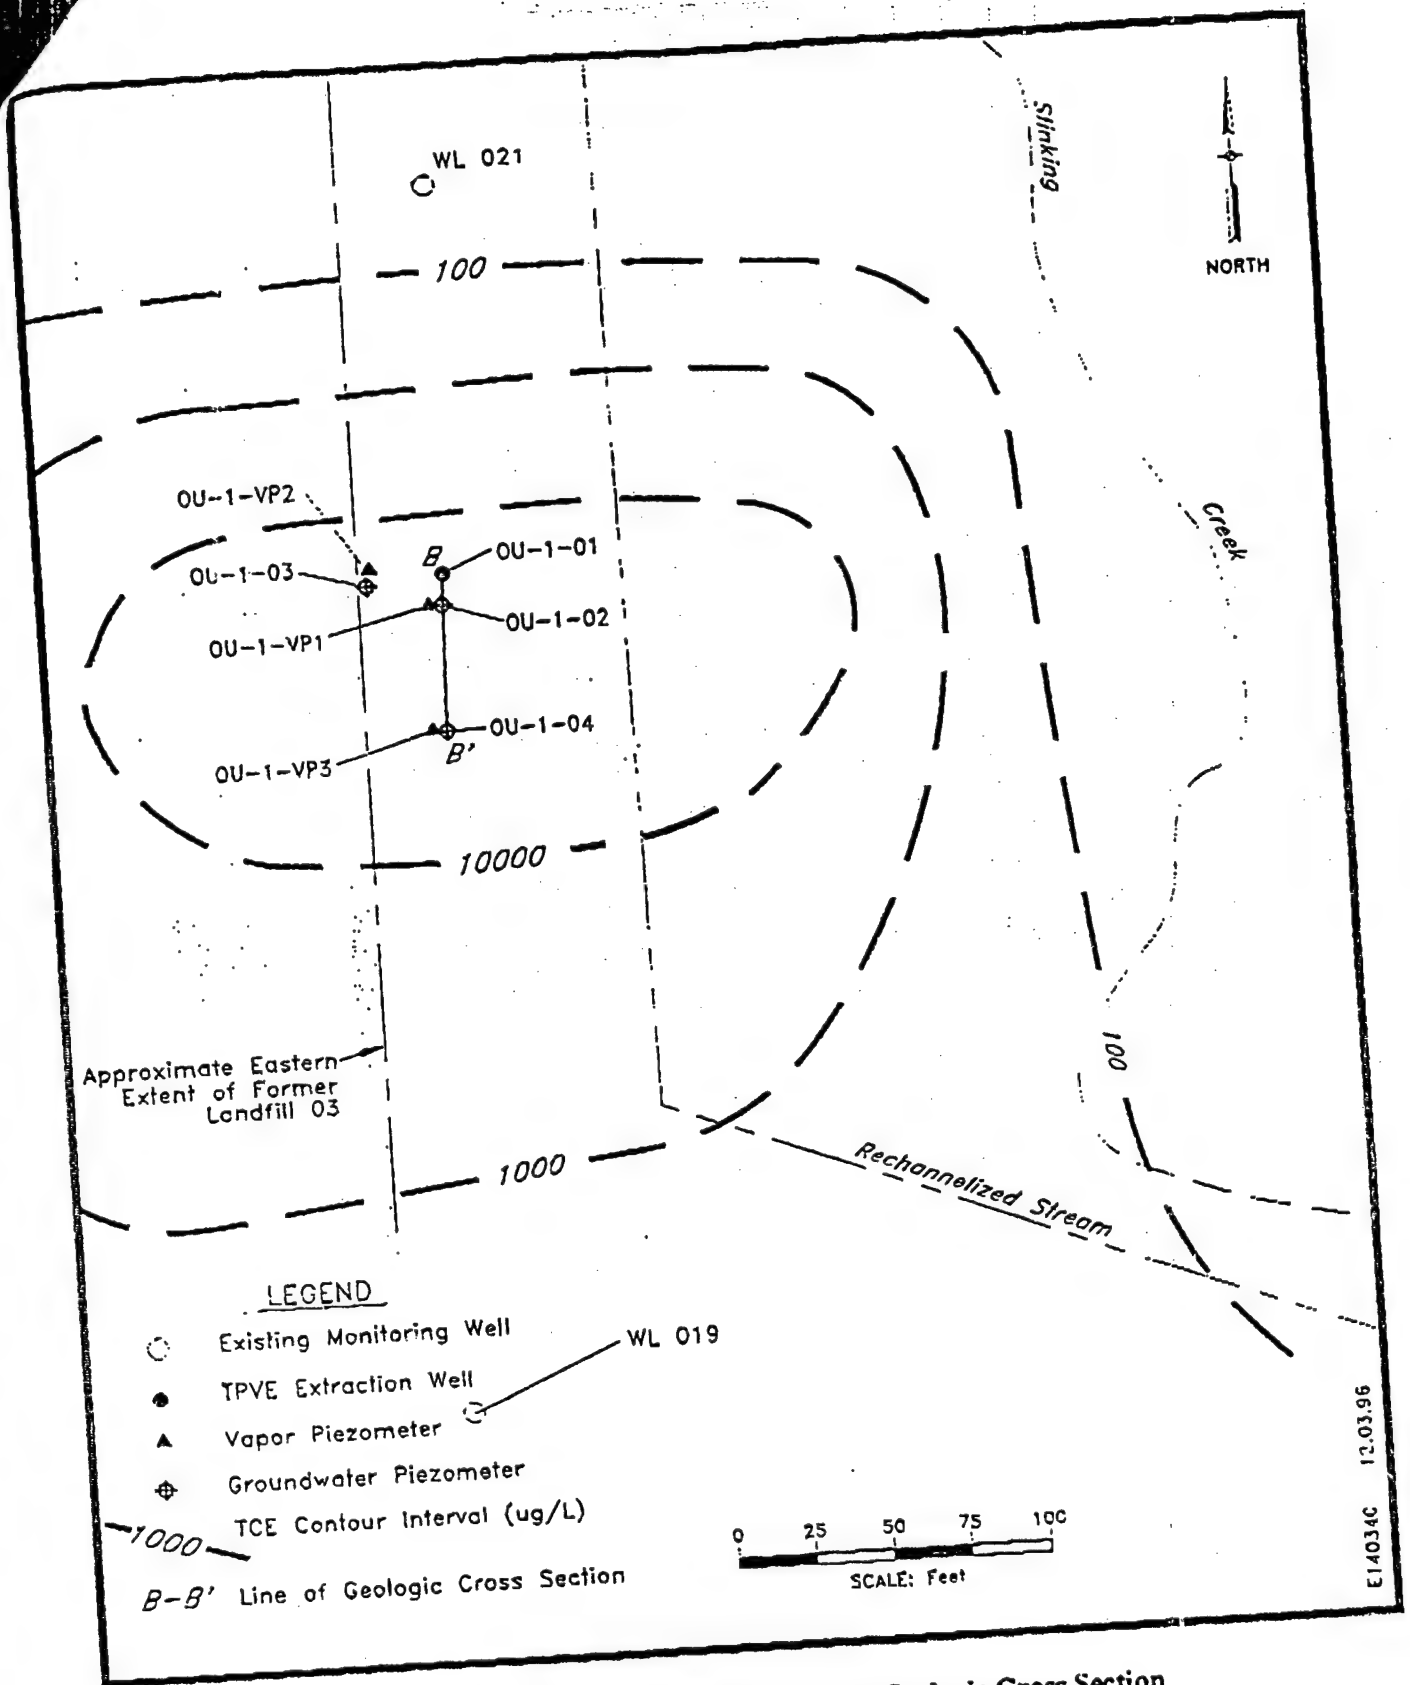 WL 021
Stinking
NORTH
100
OU-1-VP2
B
OU-1-01
OU-1-03
OU-1-02
OU-1-VP1
Creek
OU-1-04
B'
OU-1-VP3
10000
100
Approximate Eastern
Extent of Former
Landfill 03
1000
Rechannelized Stream
LEGEND
Existing Monitoring Well
WL 019
TPVE Extraction Well
Vapor Piezometer
Groundwater Piezometer
1000 TCE Contour Interval (ug/L)
B-B' Line of Geologic Cross Section
0 25 50 75 100
SCALE: Feet
E14034C 12.03.96
Cross Section